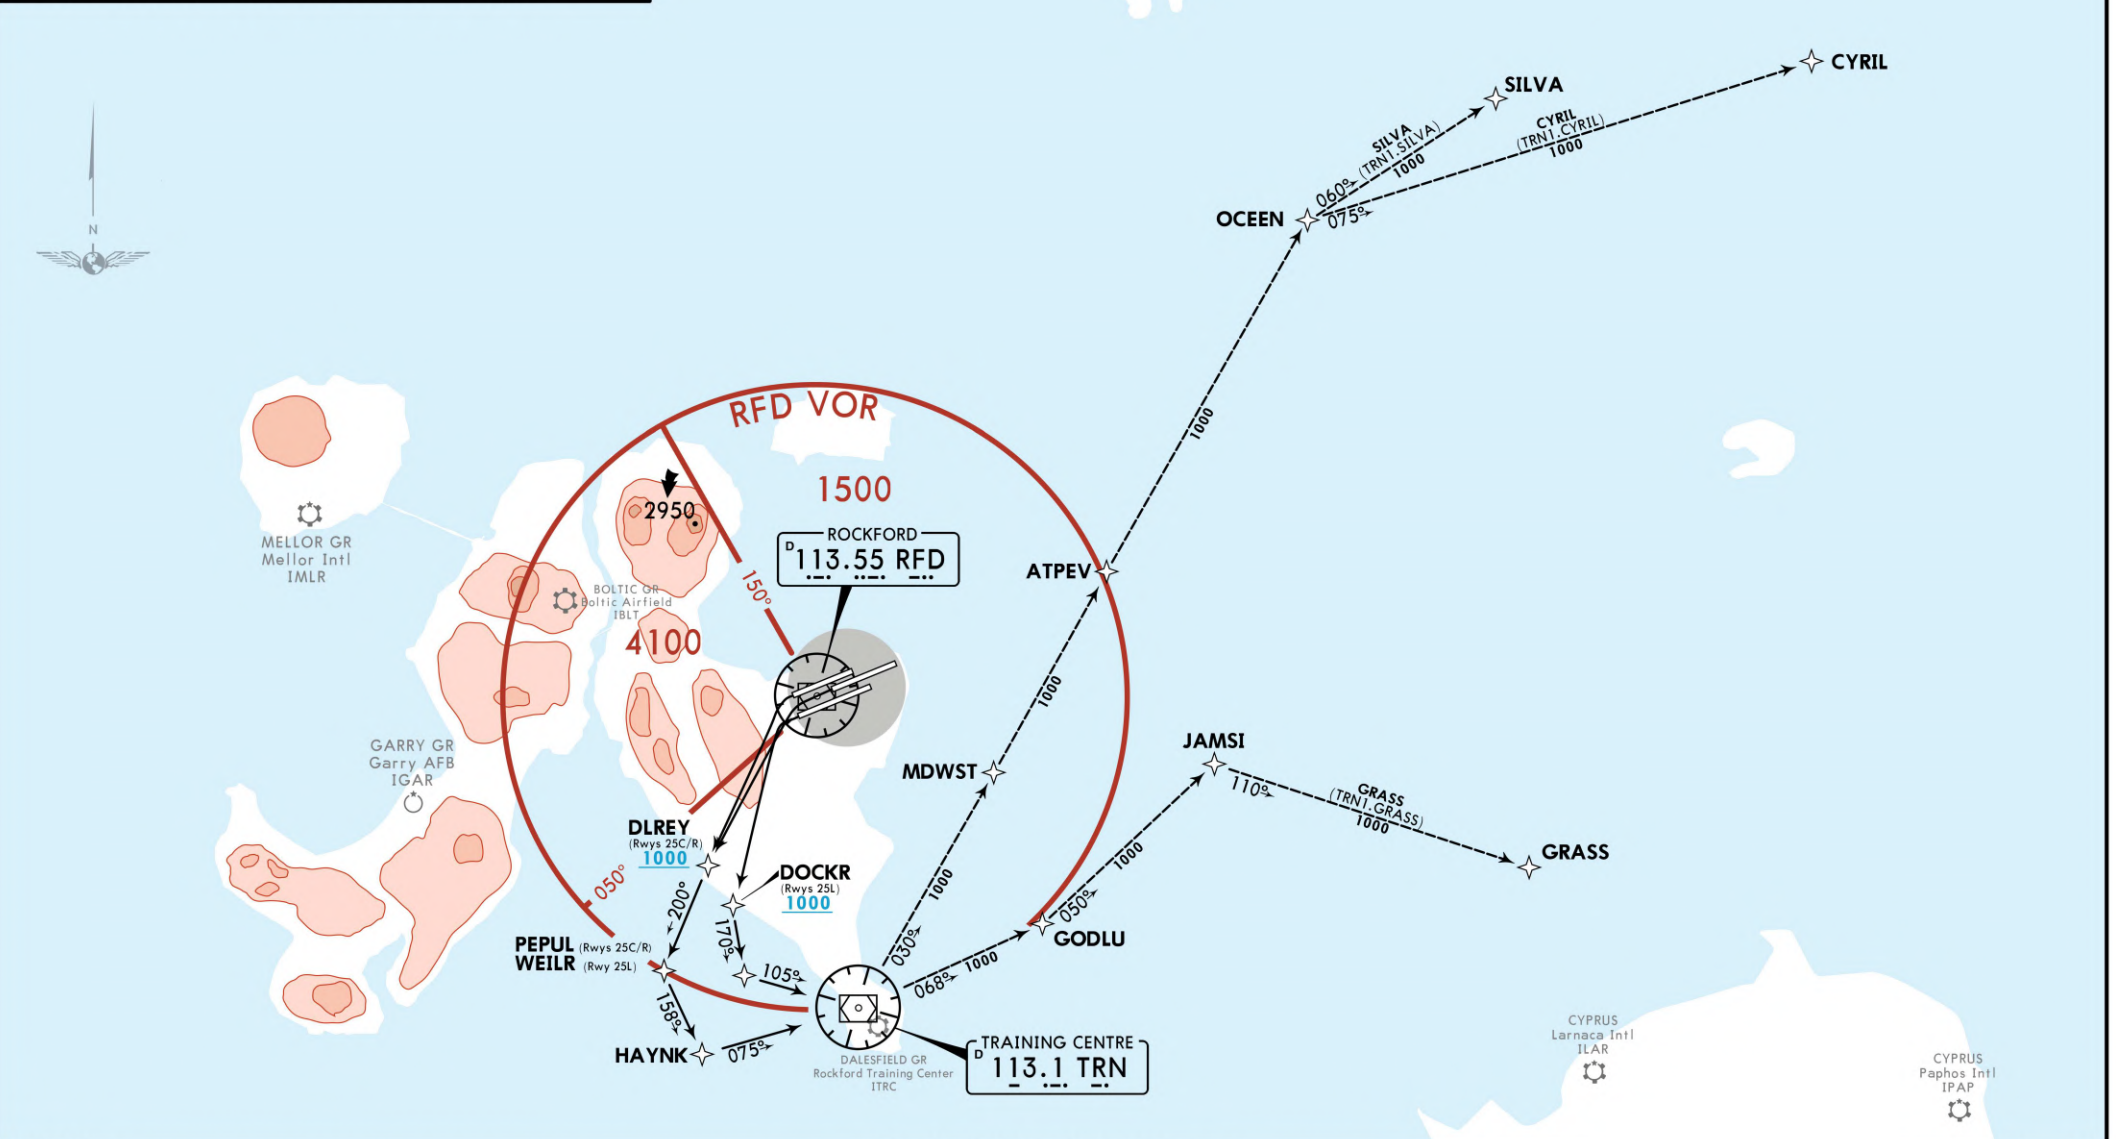 SILVA
CYRIL
SILVA
(TRN1.SILVA)
1000
CYRIL
(TRN1.CYRIL)
1000
060°
075°
OCEEN
N
RFD VOR
1000
1500
2950
ROCKFORD
D 113.55 RFD
MELLOR GR
Mellor Intl
IMLR
ATPEV
150°
BOLTIC GR
Boltic Airfield
IBLT
4100
1000
GARRY GR
Garry AFB
IGAR
MDWST
JAMSI
110°
GRASS
(TRN1.GRASS)
1000
GRASS
DLREY
(Rwys 25C/R)
1000
DOCKR
(Rwys 25L)
1000
050°
200°
1000
1000
050°
170°
030°
GODLU
PEPUL (Rwys 25C/R)
WEILR (Rwy 25L)
105°
068°
1000
158°
HAYNK
075°
DALESFIELD GR
Rockford Training Center
ITRC
TRAINING CENTRE
D 113.1 TRN
CYPRUS
Larnaca Intl
ILAR
CYPRUS
Paphos Intl
IPAP